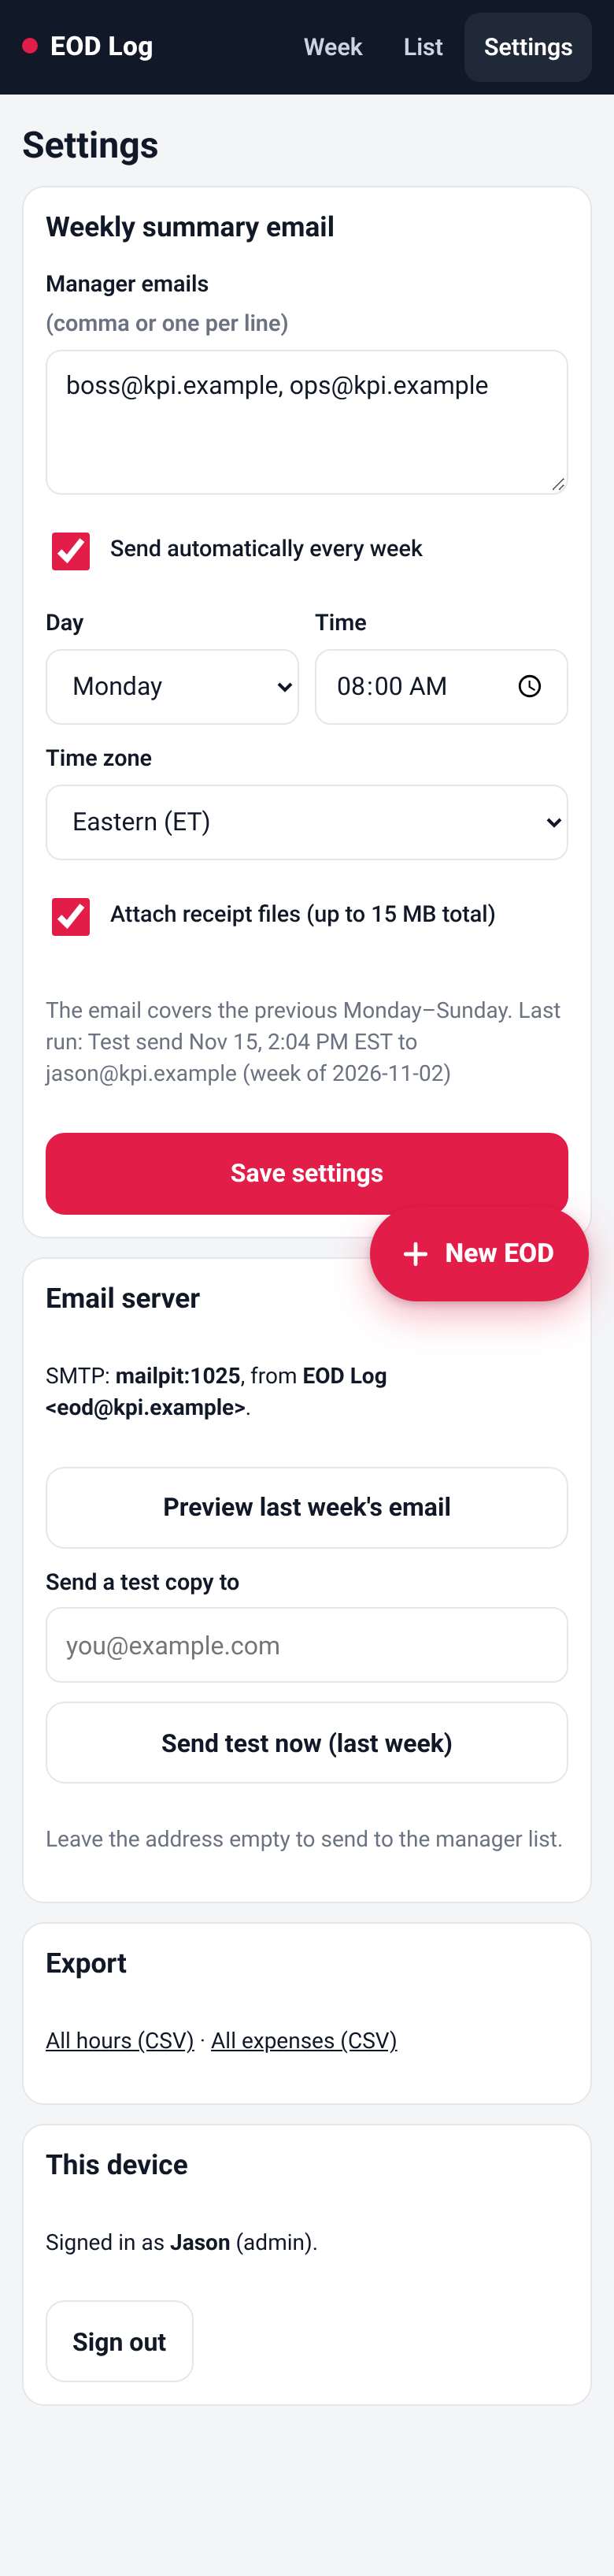 EOD Log
Week
List
Settings
Settings
Weekly summary email
Manager emails
(comma or one per line)
boss@kpi.example, ops@kpi.example
Send automatically every week
Day
Time
Monday
08:00 AM
Time zone
Eastern (ET)
Attach receipt files (up to 15 MB total)
The email covers the previous Monday–Sunday. Last
run: Test send Nov 15, 2:04 PM EST to
jason@kpi.example (week of 2026-11-02)
Save settings
+ New EOD
Email server
SMTP: mailpit:1025, from EOD Log
<eod@kpi.example>.
Preview last week's email
Send a test copy to
you@example.com
Send test now (last week)
Leave the address empty to send to the manager list.
Export
All hours (CSV) · All expenses (CSV)
This device
Signed in as Jason (admin).
Sign out